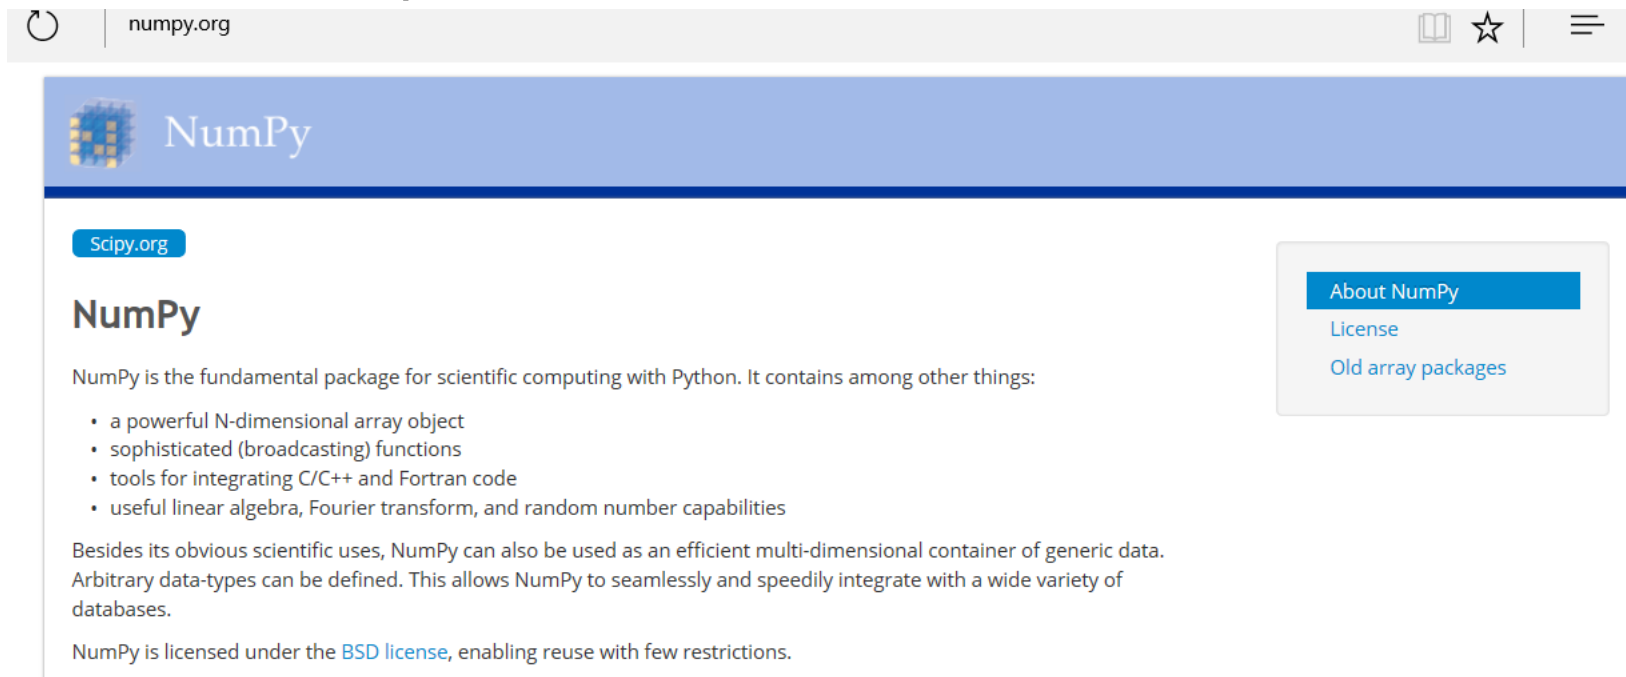 numpy.org
NumPy
Scipy.org
NumPy
About NumPy
License
Old array packages
NumPy is the fundamental package for scientific computing with Python. It contains among other things:
• a powerful N-dimensional array object
• sophisticated (broadcasting) functions
• tools for integrating C/C++ and Fortran code
• useful linear algebra, Fourier transform, and random number capabilities
Besides its obvious scientific uses, NumPy can also be used as an efficient multi-dimensional container of generic data.
Arbitrary data-types can be defined. This allows NumPy to seamlessly and speedily integrate with a wide variety of
databases.
NumPy is licensed under the BSD license, enabling reuse with few restrictions.